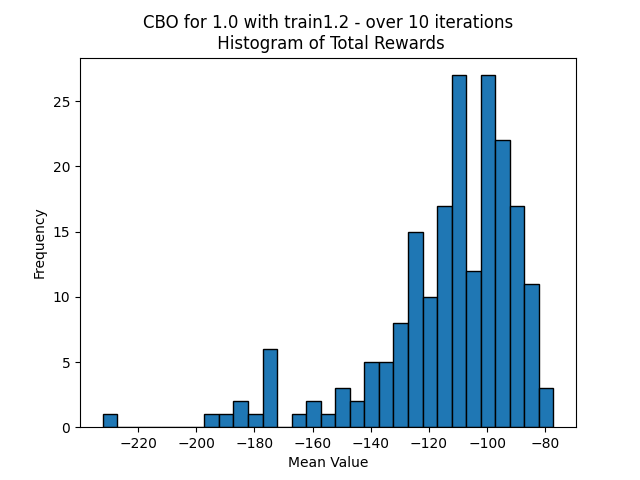 CBO for 1.0 with train1.2 - over 10 iterations
Histogram of Total Rewards
25
20
15
10
5
0
Frequency
−220 −200 −180 −160 −140 −120 −100 −80
Mean Value